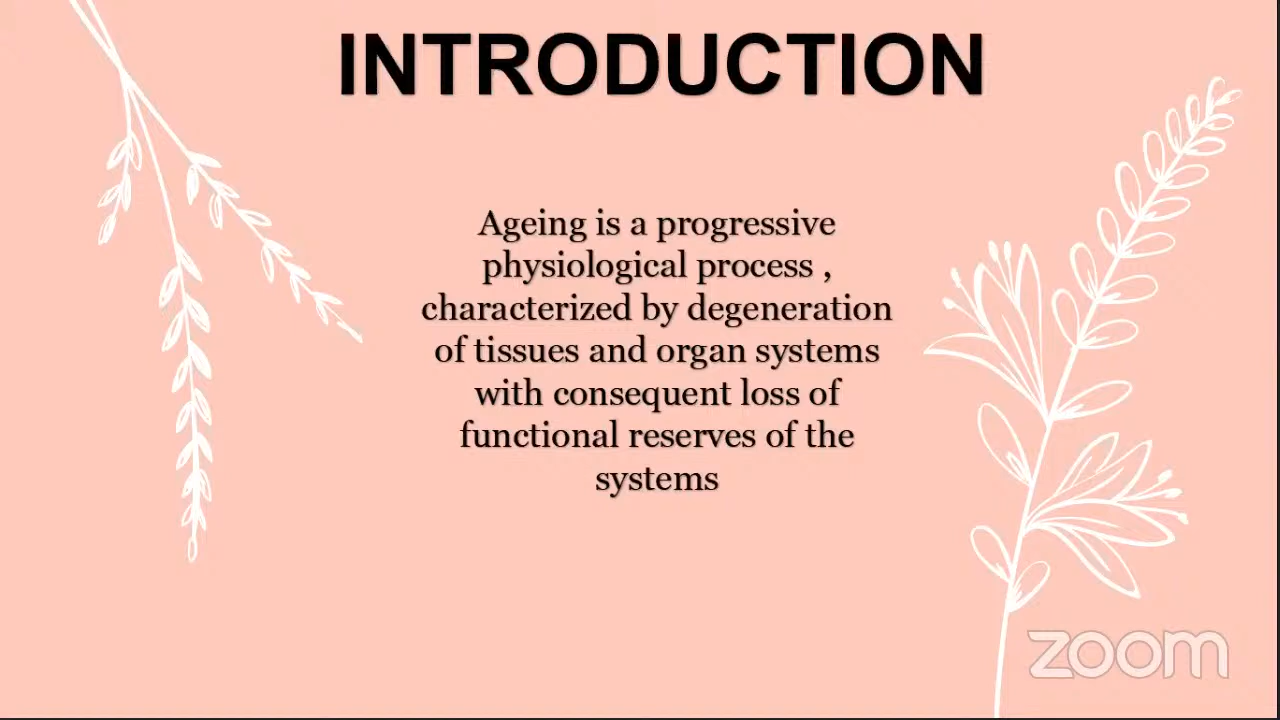 INTRODUCTION
Ageing is a progressive
physiological process ,
characterized by degeneration
of tissues and organ systems
with consequent loss of
functional reserves of the
systems
zoom